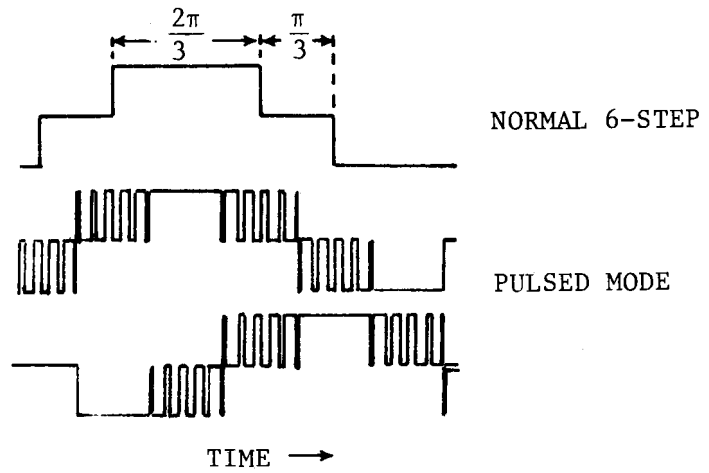 2π/3 π/3
NORMAL 6-STEP
PULSED MODE
TIME